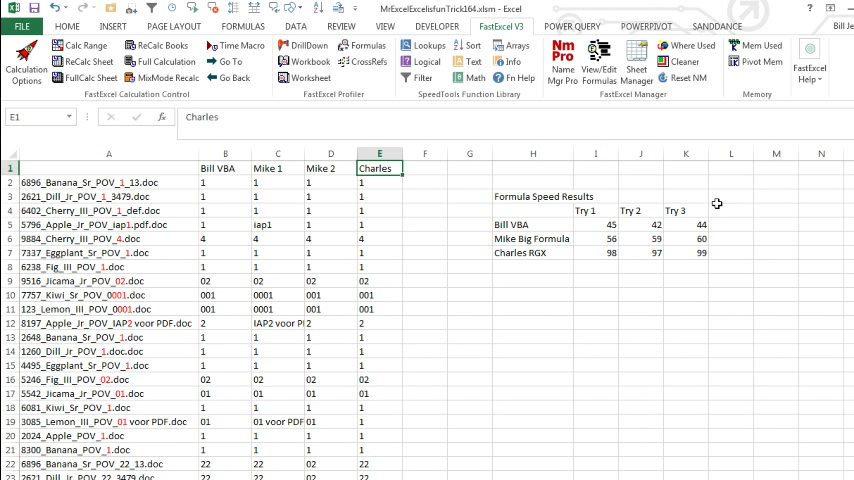 MrExcelExcelisfunTrick164.xlsm - Excel
FILE HOME INSERT PAGE LAYOUT FORMULAS DATA REVIEW VIEW DEVELOPER FastExcel V3 POWER QUERY POWERPIVOT SANDDANCE Bill Je
Calculation Options
Calc Range ReCalc Books Time Macro
ReCalc Sheet Full Calculation Go To
FullCalc Sheet MixMode Recalc Go Back
FastExcel Calculation Control
DrillDown Formulas
Workbook CrossRefs
Worksheet
FastExcel Profiler
Lookups Sort Arrays
Logical Text Info
Filter Math Fn Help
SpeedTools Function Library
Name Mgr Pro View/Edit Formulas Sheet Manager
Where Used
Cleaner
Reset NM
FastExcel Manager
Mem Used
Pivot Mem
Memory
FastExcel Help
E1 fx Charles
A B C D E F G H I J K L M N
1 Bill VBA Mike 1 Mike 2 Charles
2 6896_Banana_Sr_POV_1_13.doc 1 1 1 1
3 2621_Dill_Jr_POV_1_3479.doc 1 1 1 1 Formula Speed Results
4 6402_Cherry_III_POV_1_def.doc 1 1 1 1 Try 1 Try 2 Try 3
5 5796_Apple_Jr_POV_iap1.pdf.doc 1 iap1 1 1 Bill VBA 45 42 44
6 9884_Cherry_III_POV_4.doc 4 4 4 4 Mike Big Formula 56 59 60
7 7337_Eggplant_Sr_POV_1.doc 1 1 1 1 Charles RGX 98 97 99
8 6238_Fig_III_POV_1.doc 1 1 1 1
9 9516_Jicama_Jr_POV_02.doc 02 02 02 02
10 7757_Kiwi_Sr_POV_0001.doc 001 0001 001 001
11 123_Lemon_III_POV_0001.doc 001 0001 001 001
12 8197_Apple_Jr_POV_IAP2 voor PDF.doc 2 IAP2 voor P 2 2
13 2648_Banana_Sr_POV_1.doc 1 1 1 1
14 1260_Dill_Jr_POV_1.doc.doc 1 1 1 1
15 4495_Eggplant_Sr_POV_1.doc 1 1 1 1
16 5246_Fig_III_POV_02.doc 02 02 02 02
17 5542_Jicama_Jr_POV_01.doc 01 01 01 01
18 6081_Kiwi_Sr_POV_1.doc 1 1 1 1
19 3085_Lemon_III_POV_01 voor PDF.doc 01 01 voor PDF 01 01
20 2024_Apple_POV_1.doc 1 1 1 1
21 8300_Banana_POV_1.doc 1 1 1 1
22 6896_Banana_Sr_POV_22_13.doc 22 22 02 22
23 2621_Dill_Jr_POV_22_3479.doc 22 22 02 22